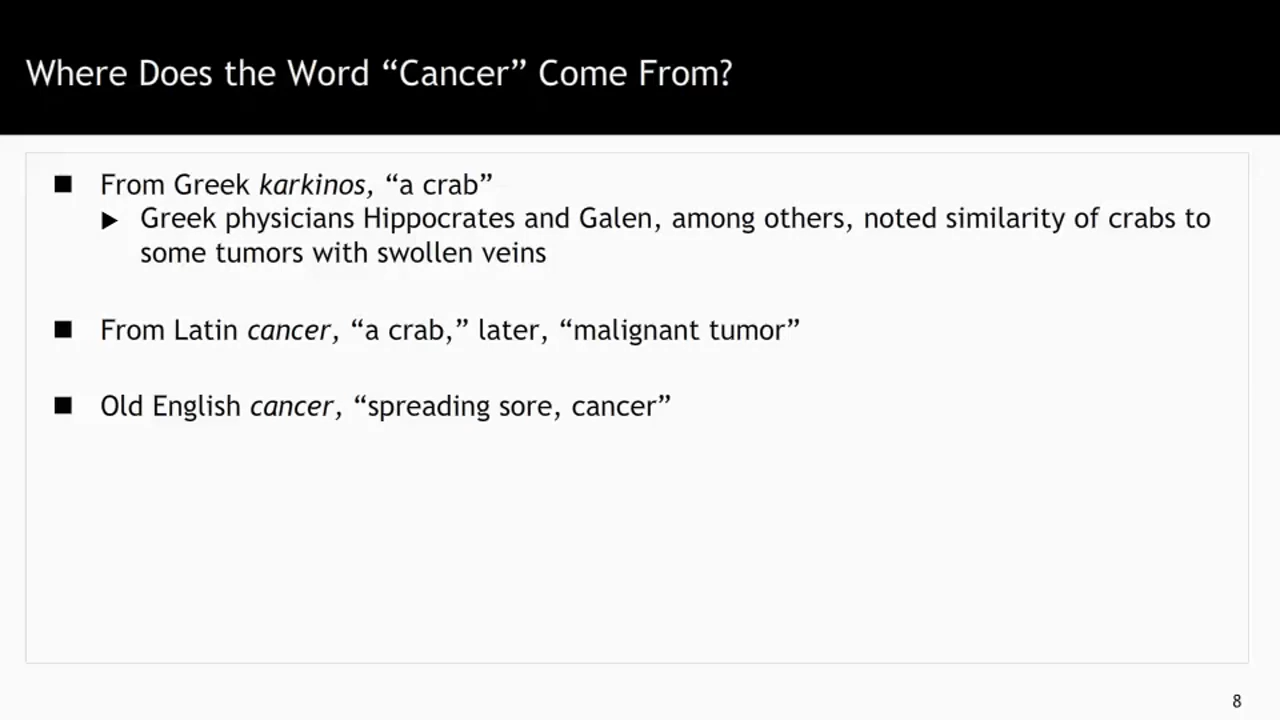 Where Does the Word “Cancer” Come From?
■ From Greek karkinos, “a crab”
▶ Greek physicians Hippocrates and Galen, among others, noted similarity of crabs to
some tumors with swollen veins
■ From Latin cancer, “a crab,” later, “malignant tumor”
■ Old English cancer, “spreading sore, cancer”
8